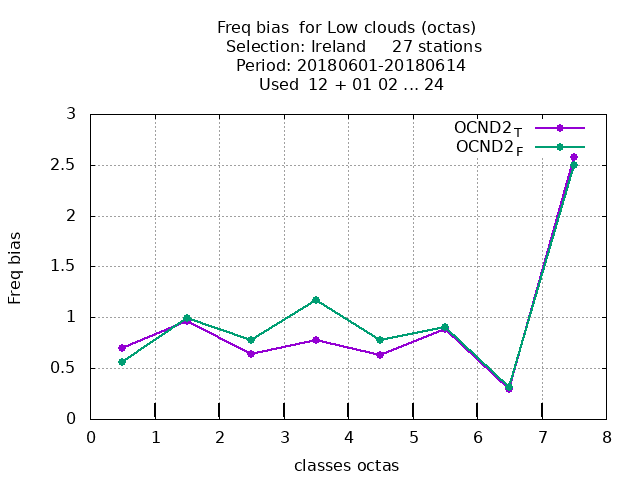 Freq bias  for Low clouds (octas)
Selection: Ireland     27 stations
Period: 20180601-20180614
Used  12 + 01 02 ... 24
OCND2T
OCND2F
3
2.5
2
1.5
1
0.5
0
Freq bias
0 1 2 3 4 5 6 7 8
classes octas